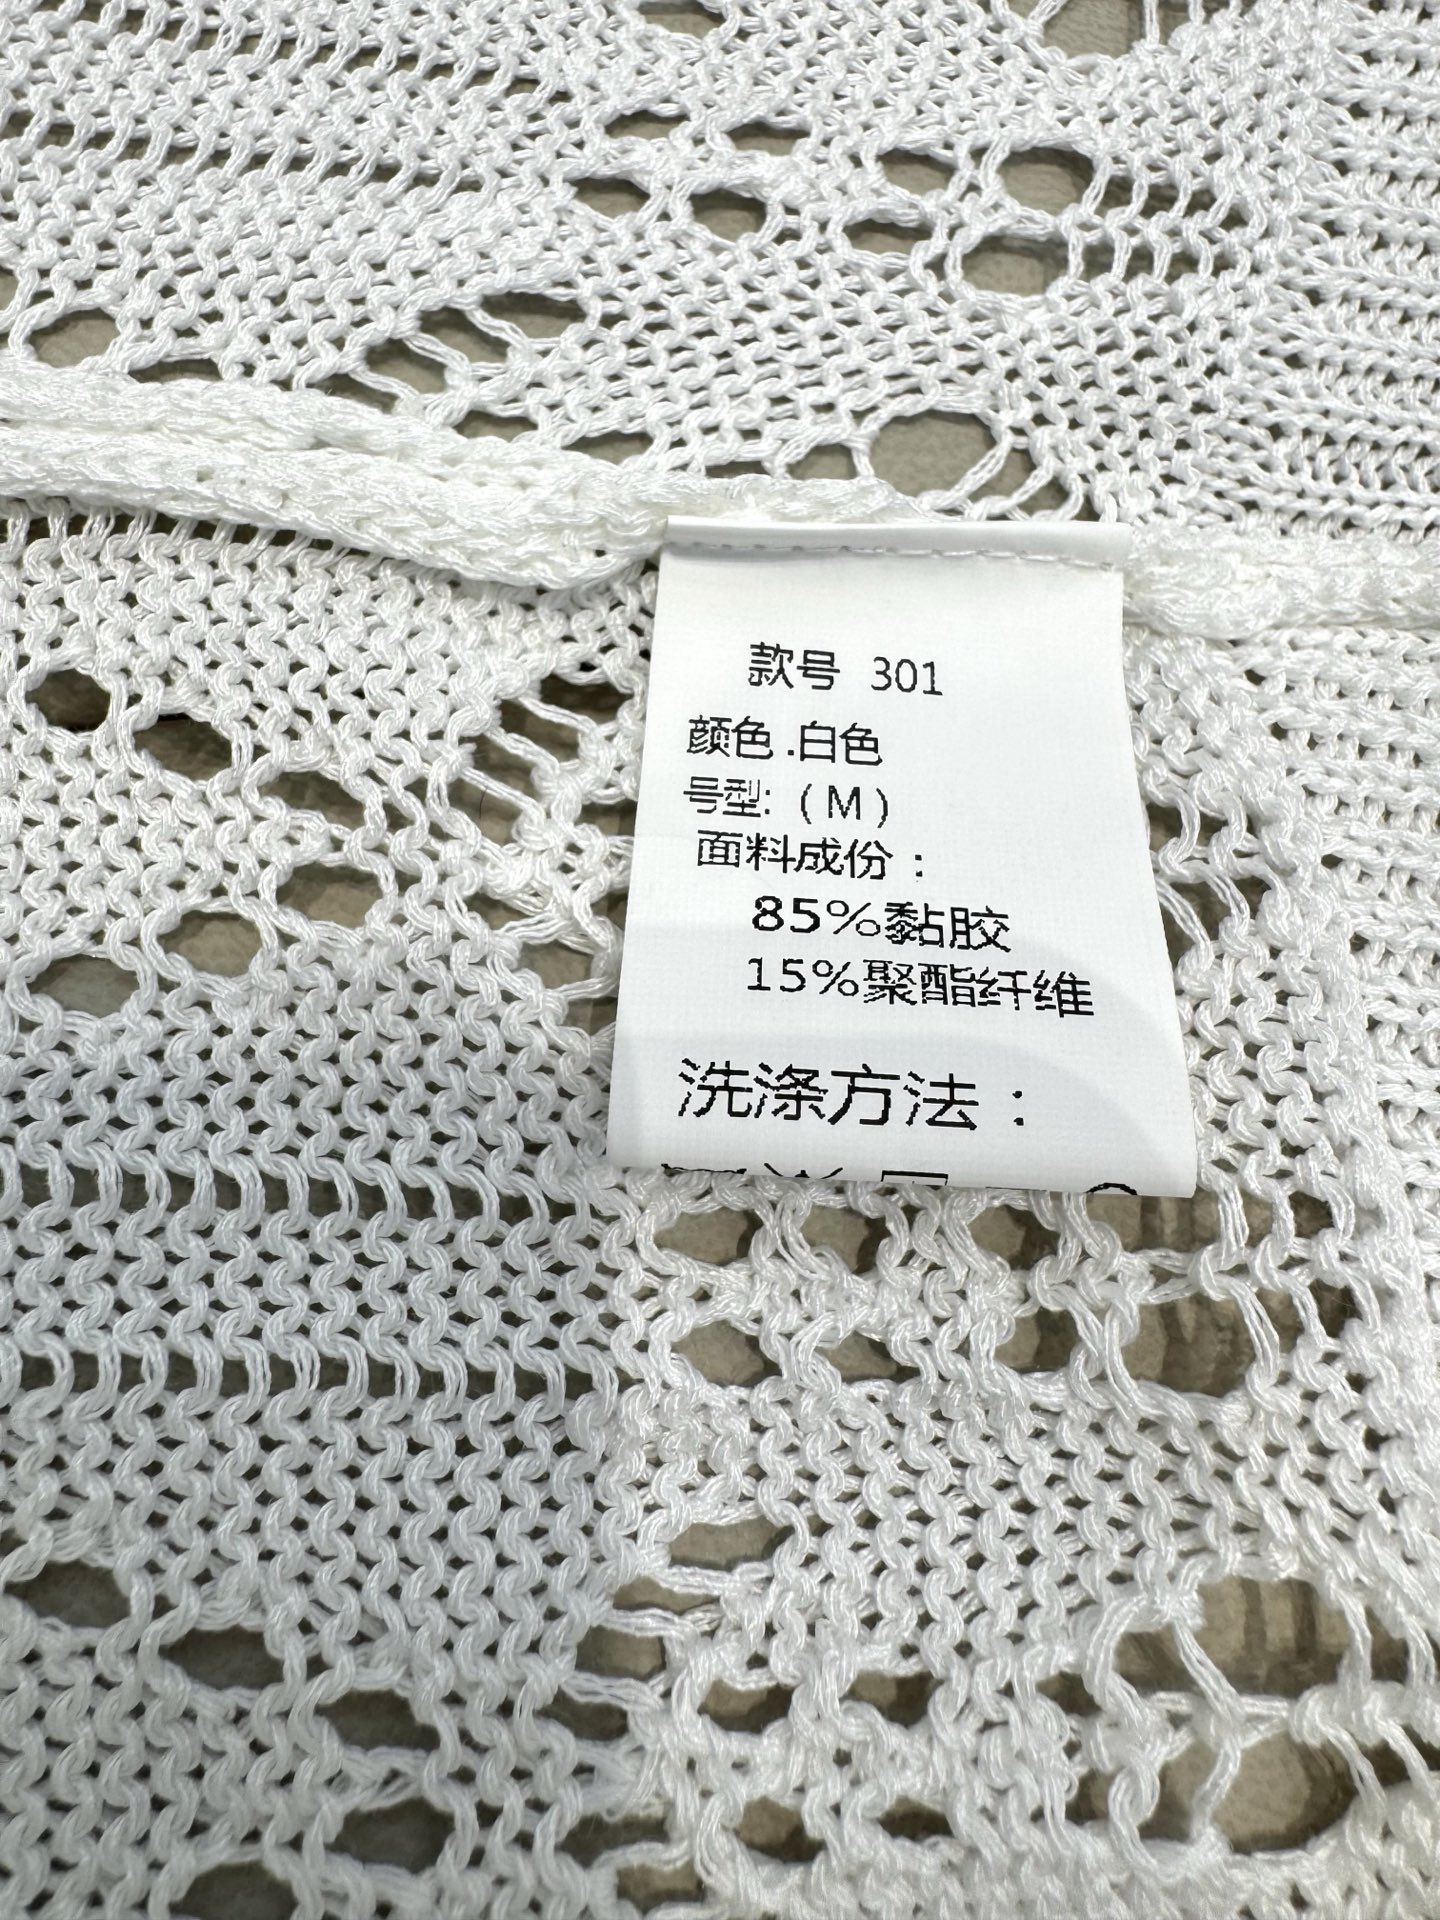 款号 301
颜色.白色
号型:(M)
面料成份:
85%黏胶
15%聚酯纤维
洗涤方法: